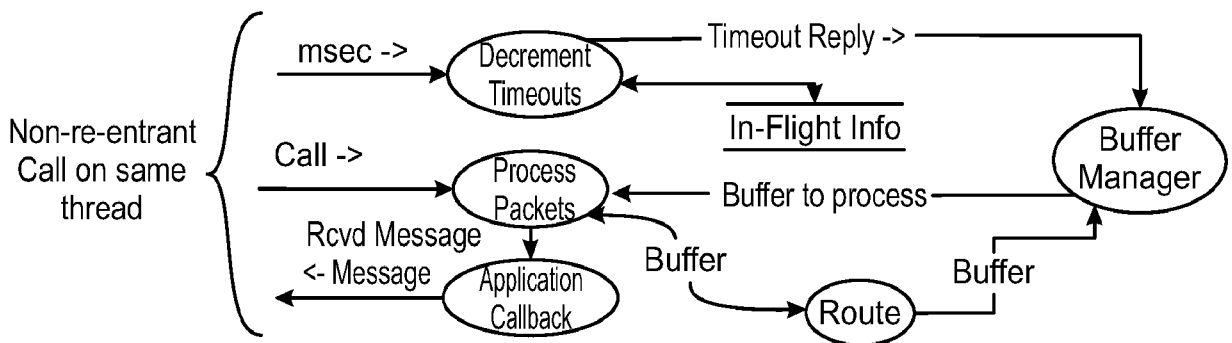 Non-re-entrant
Call on same
thread
msec ->
Decrement
Timeouts
Timeout Reply ->
In-Flight Info
Buffer
Manager
Call ->
Process
Packets
Buffer to process
Rcvd Message
<- Message
Application
Callback
Buffer
Route
Buffer